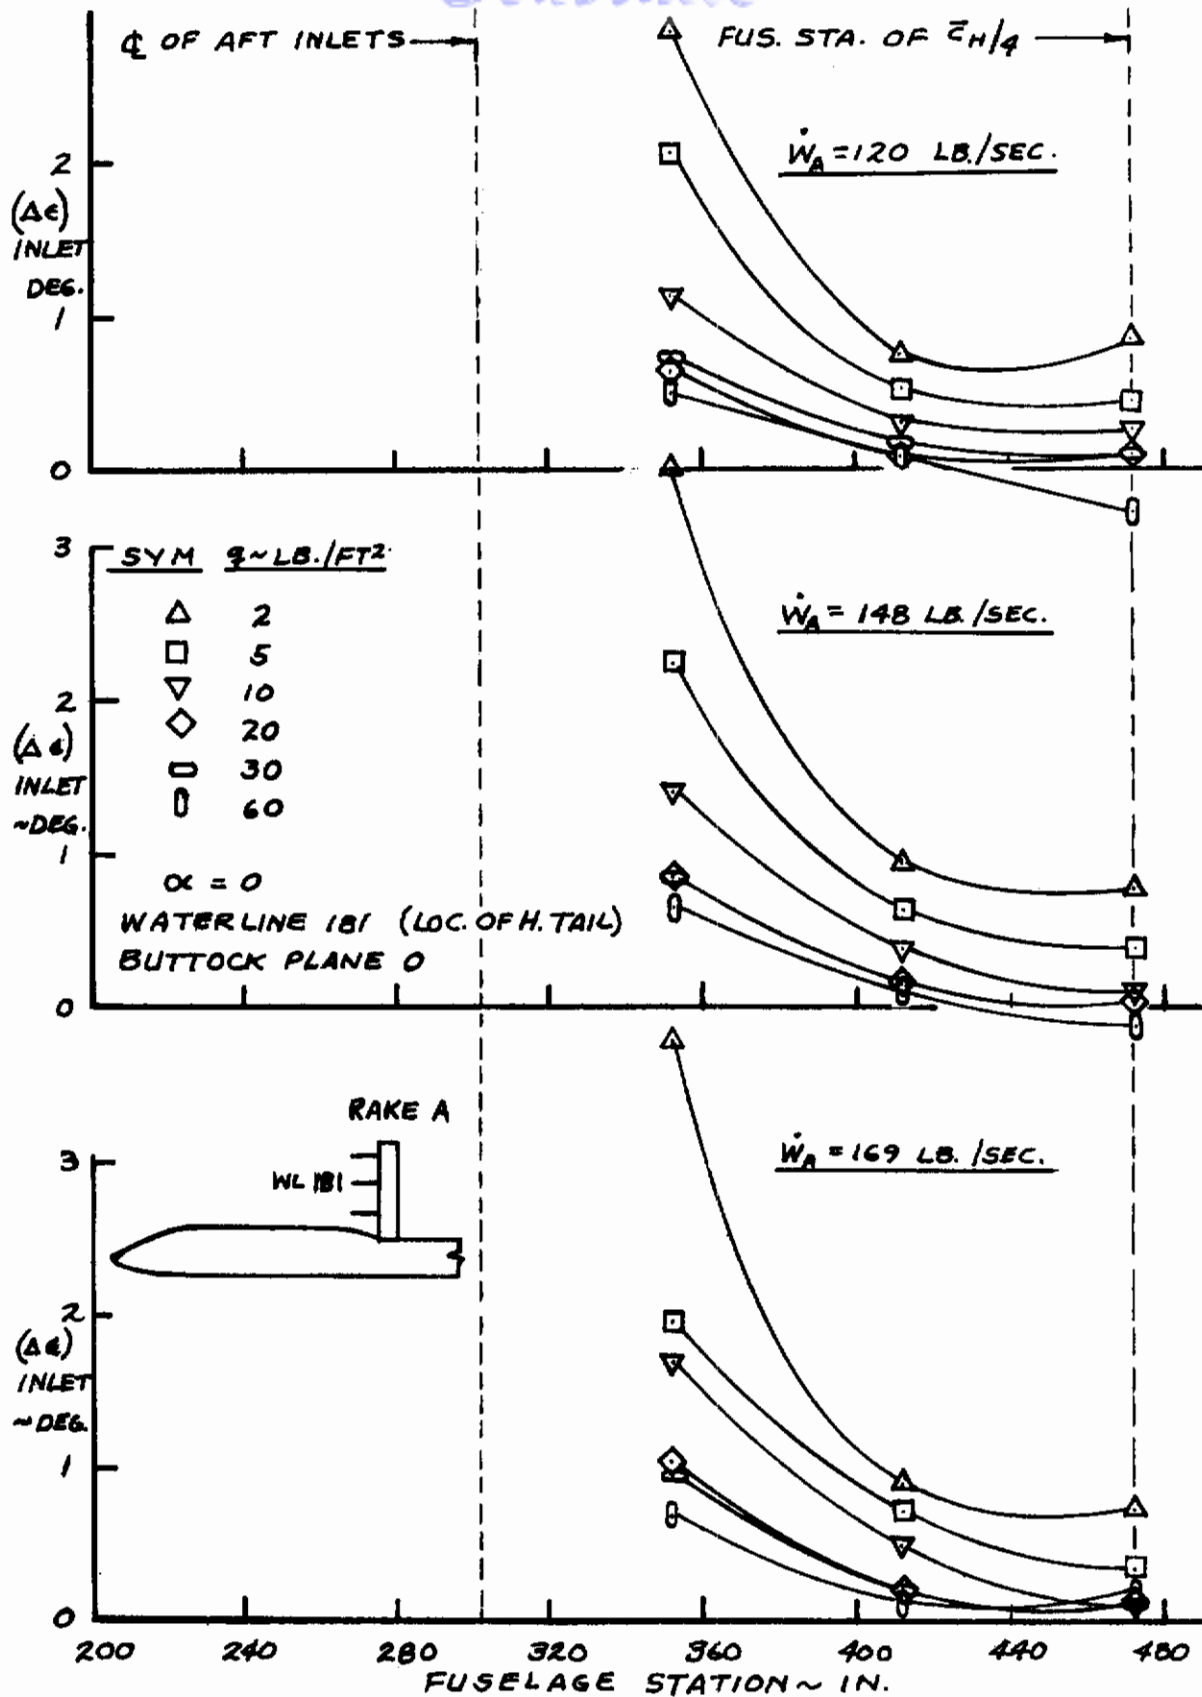 ℄ OF AFT INLETS
FUS. STA. OF c̄H/4
ẆA = 120 LB./SEC.
2
(Δϵ)
INLET
DEG.
1
0
3
SYM q~LB./FT²
△ 2
□ 5
▽ 10
◇ 20
30
60
ẆA = 148 LB./SEC.
2
(Δϵ)
INLET
~DEG.
1
α = 0
WATERLINE 181 (LOC. OF H. TAIL)
BUTTOCK PLANE 0
0
RAKE A
WL 181
ẆA = 169 LB./SEC.
3
2
(Δϵ)
INLET
~DEG.
1
0
200 240 280 320 360 400 440 480
FUSELAGE STATION ~ IN.